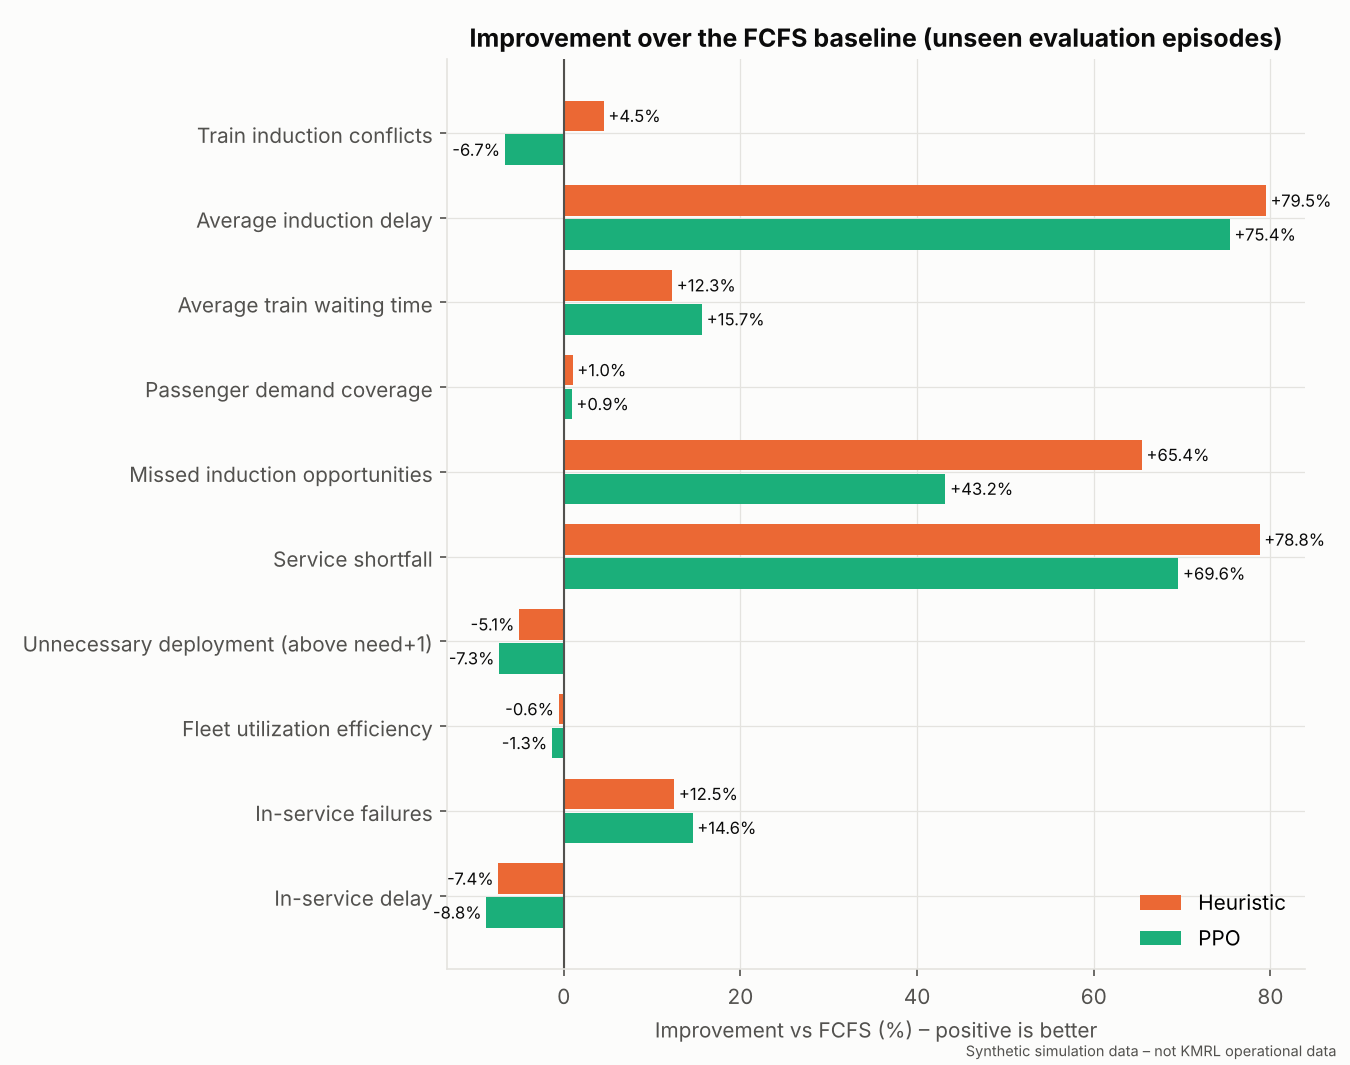 Improvement over the FCFS baseline (unseen evaluation episodes)
Train induction conflicts
+4.5%
-6.7%
Average induction delay
+79.5%
+75.4%
Average train waiting time
+12.3%
+15.7%
Passenger demand coverage
+1.0%
+0.9%
Missed induction opportunities
+65.4%
+43.2%
Service shortfall
+78.8%
+69.6%
Unnecessary deployment (above need+1)
-5.1%
-7.3%
Fleet utilization efficiency
-0.6%
-1.3%
In-service failures
+12.5%
+14.6%
In-service delay
-7.4%
-8.8%
Heuristic
PPO
0 20 40 60 80
Improvement vs FCFS (%) – positive is better
Synthetic simulation data – not KMRL operational data